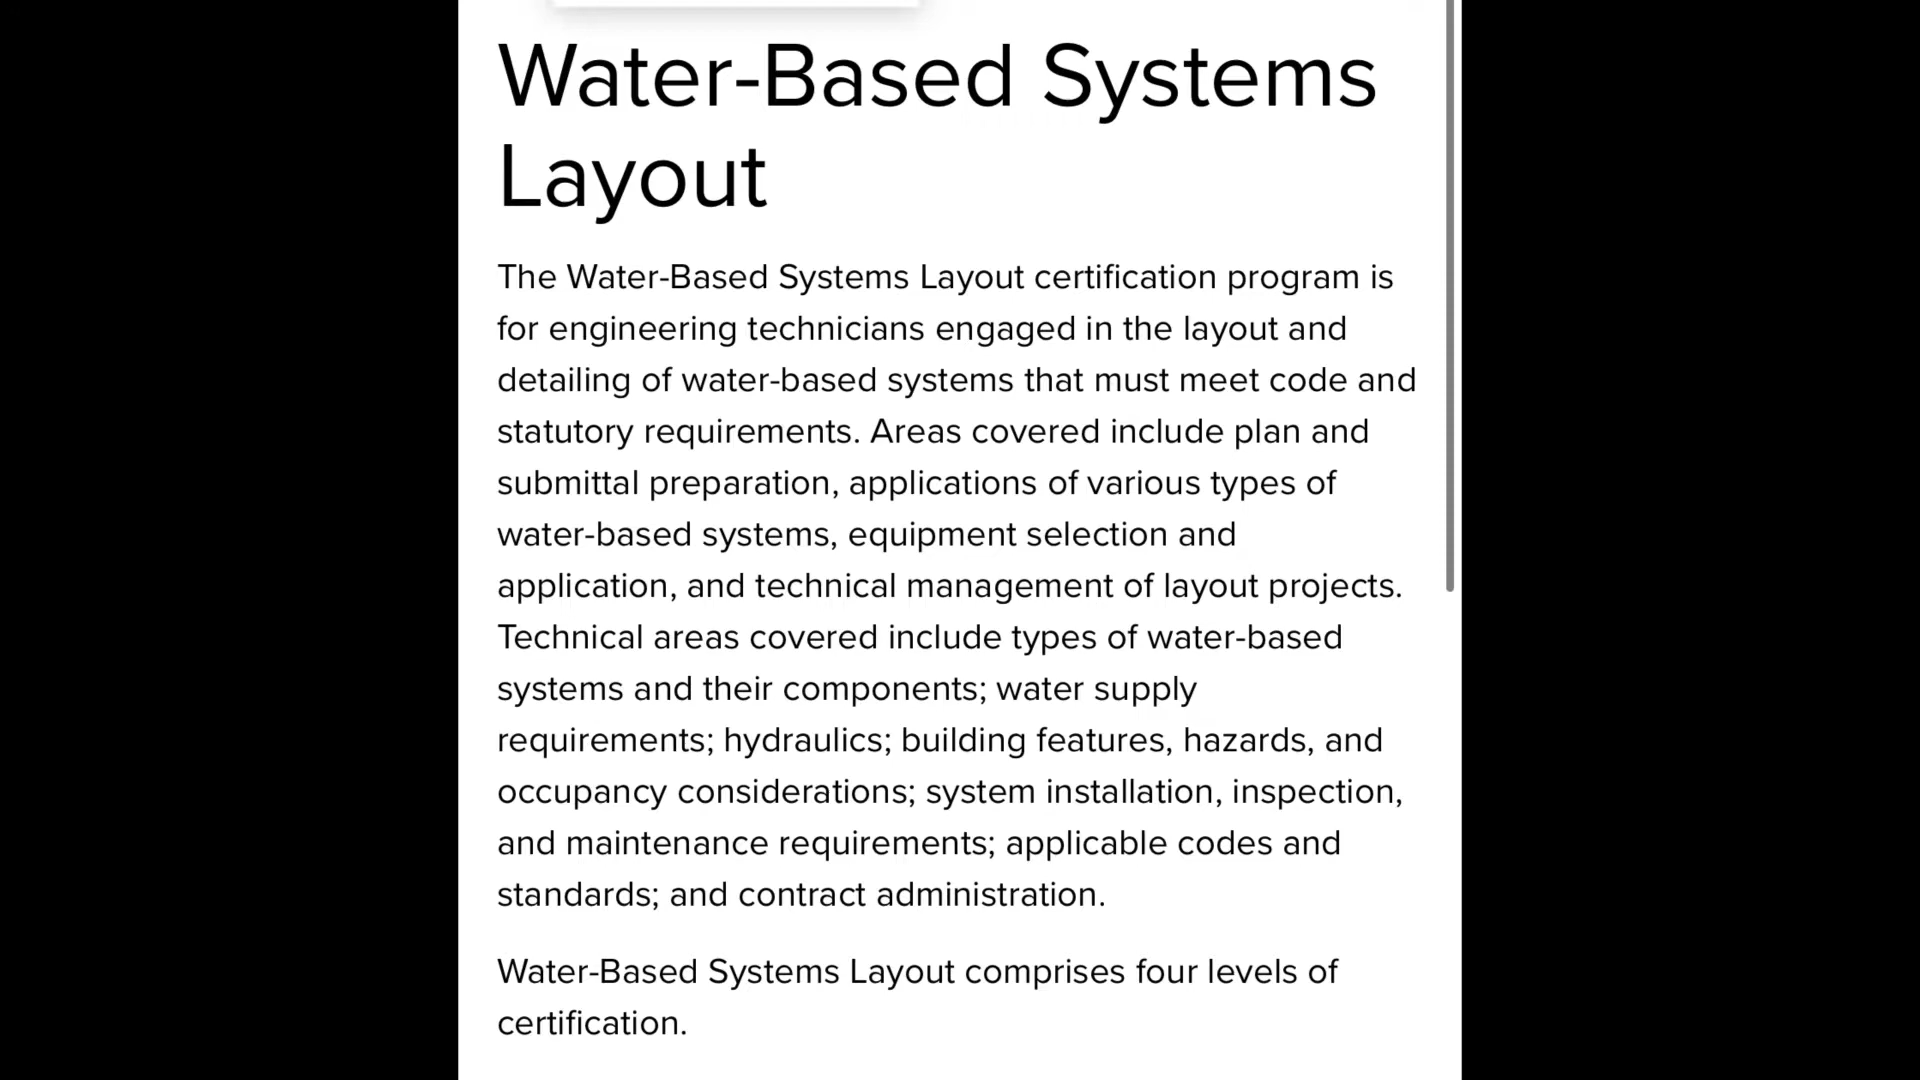 Water-Based Systems
Layout
The Water-Based Systems Layout certification program is
for engineering technicians engaged in the layout and
detailing of water-based systems that must meet code and
statutory requirements. Areas covered include plan and
submittal preparation, applications of various types of
water-based systems, equipment selection and
application, and technical management of layout projects.
Technical areas covered include types of water-based
systems and their components; water supply
requirements; hydraulics; building features, hazards, and
occupancy considerations; system installation, inspection,
and maintenance requirements; applicable codes and
standards; and contract administration.
Water-Based Systems Layout comprises four levels of
certification.